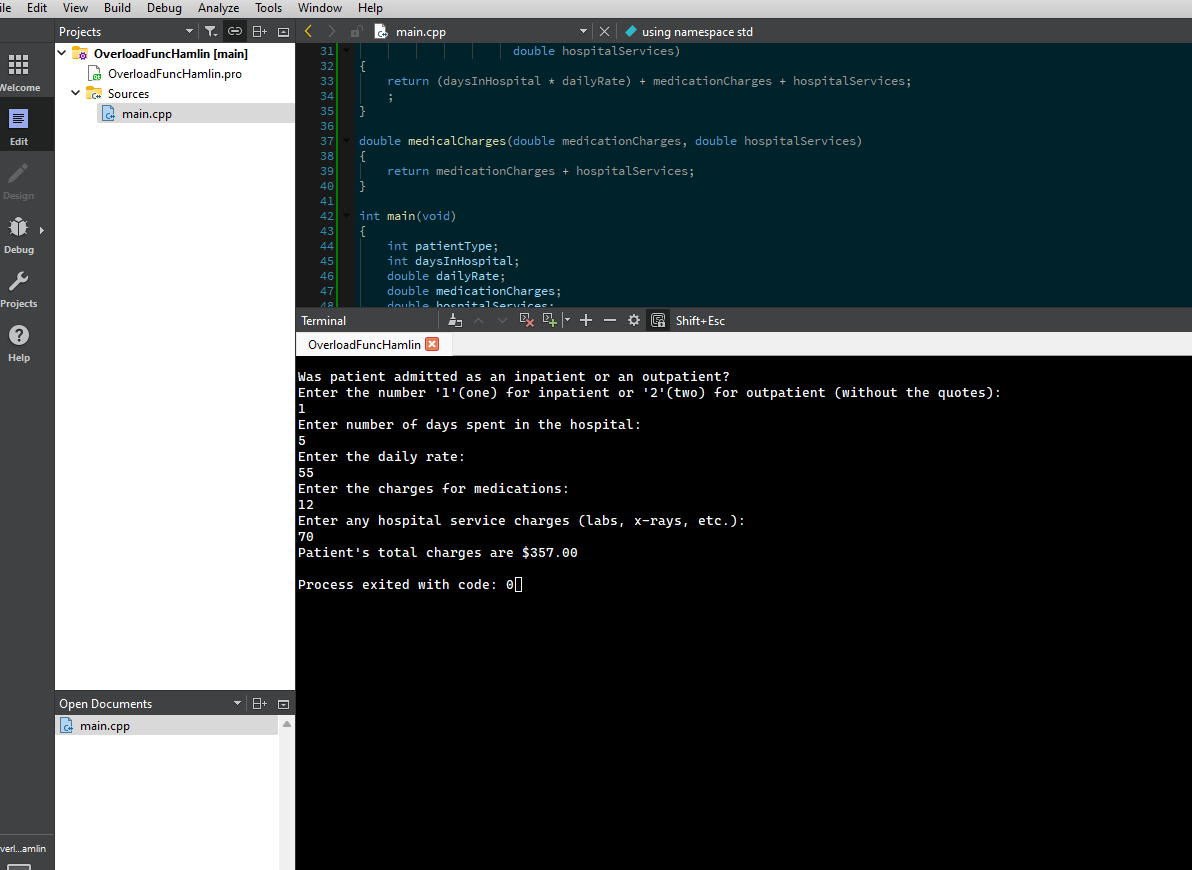 ile Edit View Build Debug Analyze Tools Window Help
Projects
main.cpp
using namespace std
Welcome
Edit
Design
Debug
Projects
Help
verl...amlin
OverloadFuncHamlin [main]
OverloadFuncHamlin.pro
Sources
main.cpp
31 double hospitalServices)
32 {
33 return (daysInHospital * dailyRate) + medicationCharges + hospitalServices;
34 ;
35 }
36
37 double medicalCharges(double medicationCharges, double hospitalServices)
38 {
39 return medicationCharges + hospitalServices;
40 }
41
42 int main(void)
43 {
44 int patientType;
45 int daysInHospital;
46 double dailyRate;
47 double medicationCharges;
48 double hospitalServices;
Terminal
Shift+Esc
OverloadFuncHamlin
Was patient admitted as an inpatient or an outpatient?
Enter the number '1'(one) for inpatient or '2'(two) for outpatient (without the quotes):
1
Enter number of days spent in the hospital:
5
Enter the daily rate:
55
Enter the charges for medications:
12
Enter any hospital service charges (labs, x-rays, etc.):
70
Patient's total charges are $357.00
Process exited with code: 0
Open Documents
main.cpp